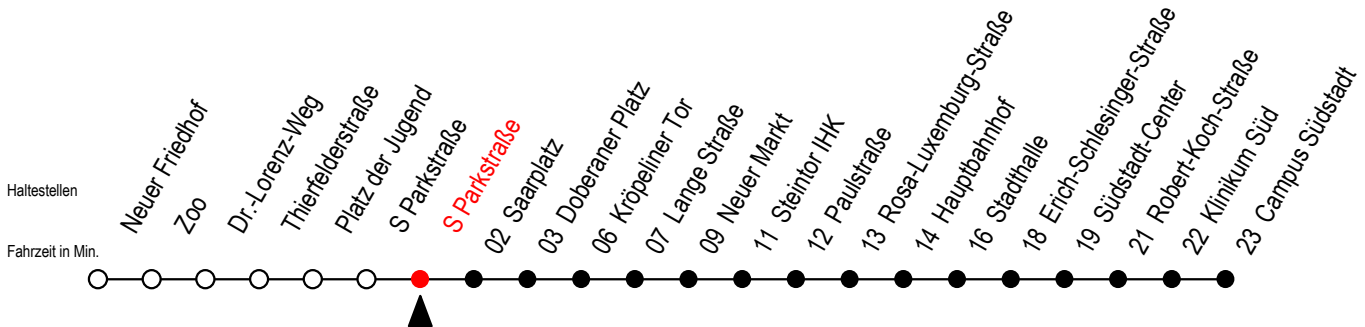 Haltestellen
Fahrzeit in Min.
Neuer Friedhof
Zoo
Dr.-Lorenz-Weg
Thierfelderstraße
Platz der Jugend
S Parkstraße
S Parkstraße
02 Saarplatz
03 Doberaner Platz
06 Kröpeliner Tor
07 Lange Straße
09 Neuer Markt
11 Steintor IHK
12 Paulstraße
13 Rosa-Luxemburg-Straße
14 Hauptbahnhof
16 Stadthalle
18 Erich-Schlesinger-Straße
19 Südstadt-Center
21 Robert-Koch-Straße
22 Klinikum Süd
23 Campus Südstadt